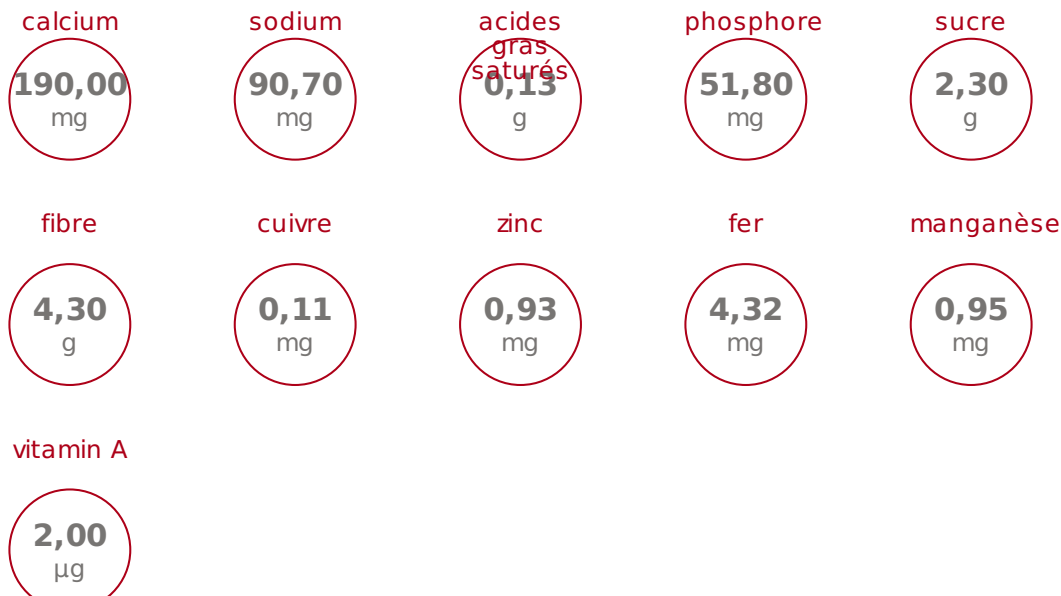 calcium
190,00
mg
sodium
90,70
mg
acides
gras
saturés
0,13
g
phosphore
51,80
mg
sucre
2,30
g
fibre
4,30
g
cuivre
0,11
mg
zinc
0,93
mg
fer
4,32
mg
manganèse
0,95
mg
vitamin A
2,00
µg